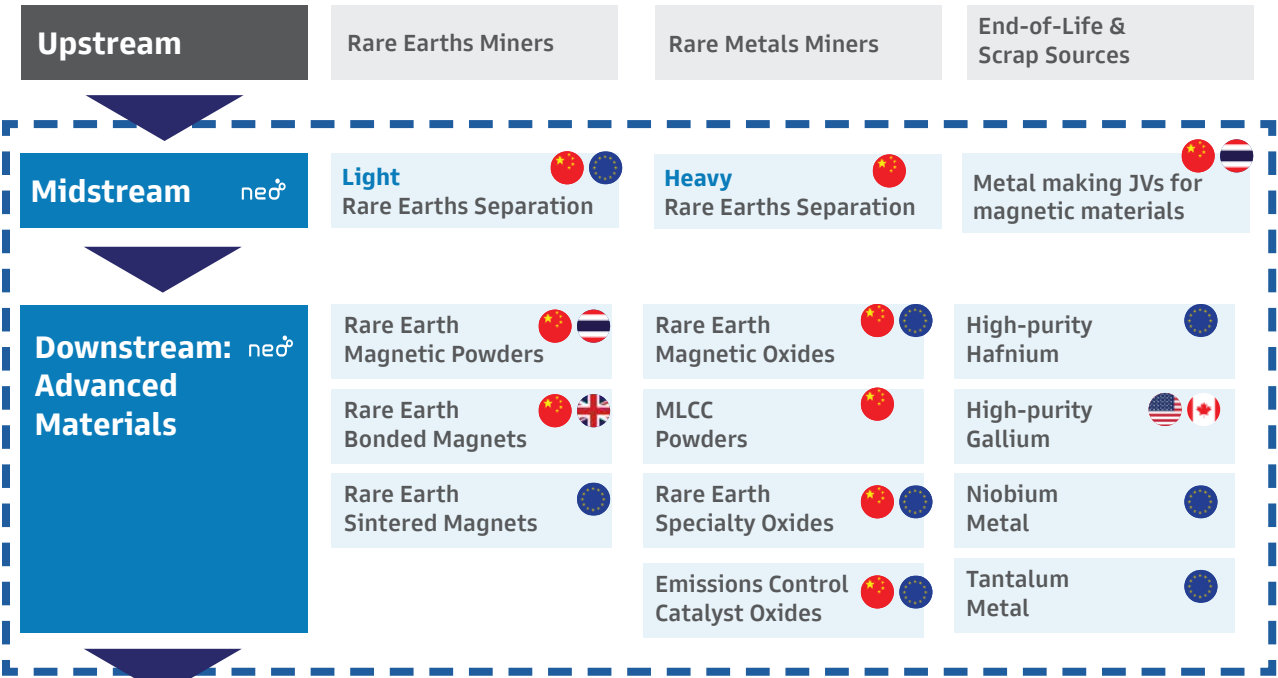 Upstream
Rare Earths Miners
Rare Metals Miners
End-of-Life &
Scrap Sources
Midstream
neo
Light
Rare Earths Separation
Heavy
Rare Earths Separation
Metal making JVs for
magnetic materials
Downstream:
neo
Advanced
Materials
Rare Earth
Magnetic Powders
Rare Earth
Magnetic Oxides
High-purity
Hafnium
Rare Earth
Bonded Magnets
MLCC
Powders
High-purity
Gallium
Rare Earth
Sintered Magnets
Rare Earth
Specialty Oxides
Niobium
Metal
Emissions Control
Catalyst Oxides
Tantalum
Metal